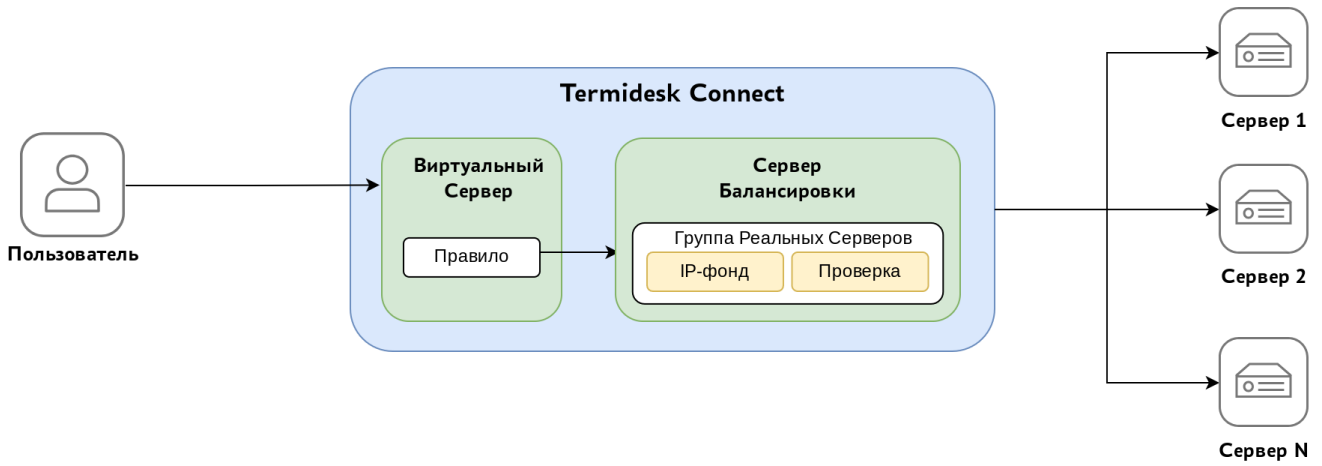 Termidesk Connect
Виртуальный
Сервер
Правило
Сервер
Балансировки
Группа Реальных Серверов
IP-фонд
Проверка
Пользователь
Сервер 1
Сервер 2
Сервер N